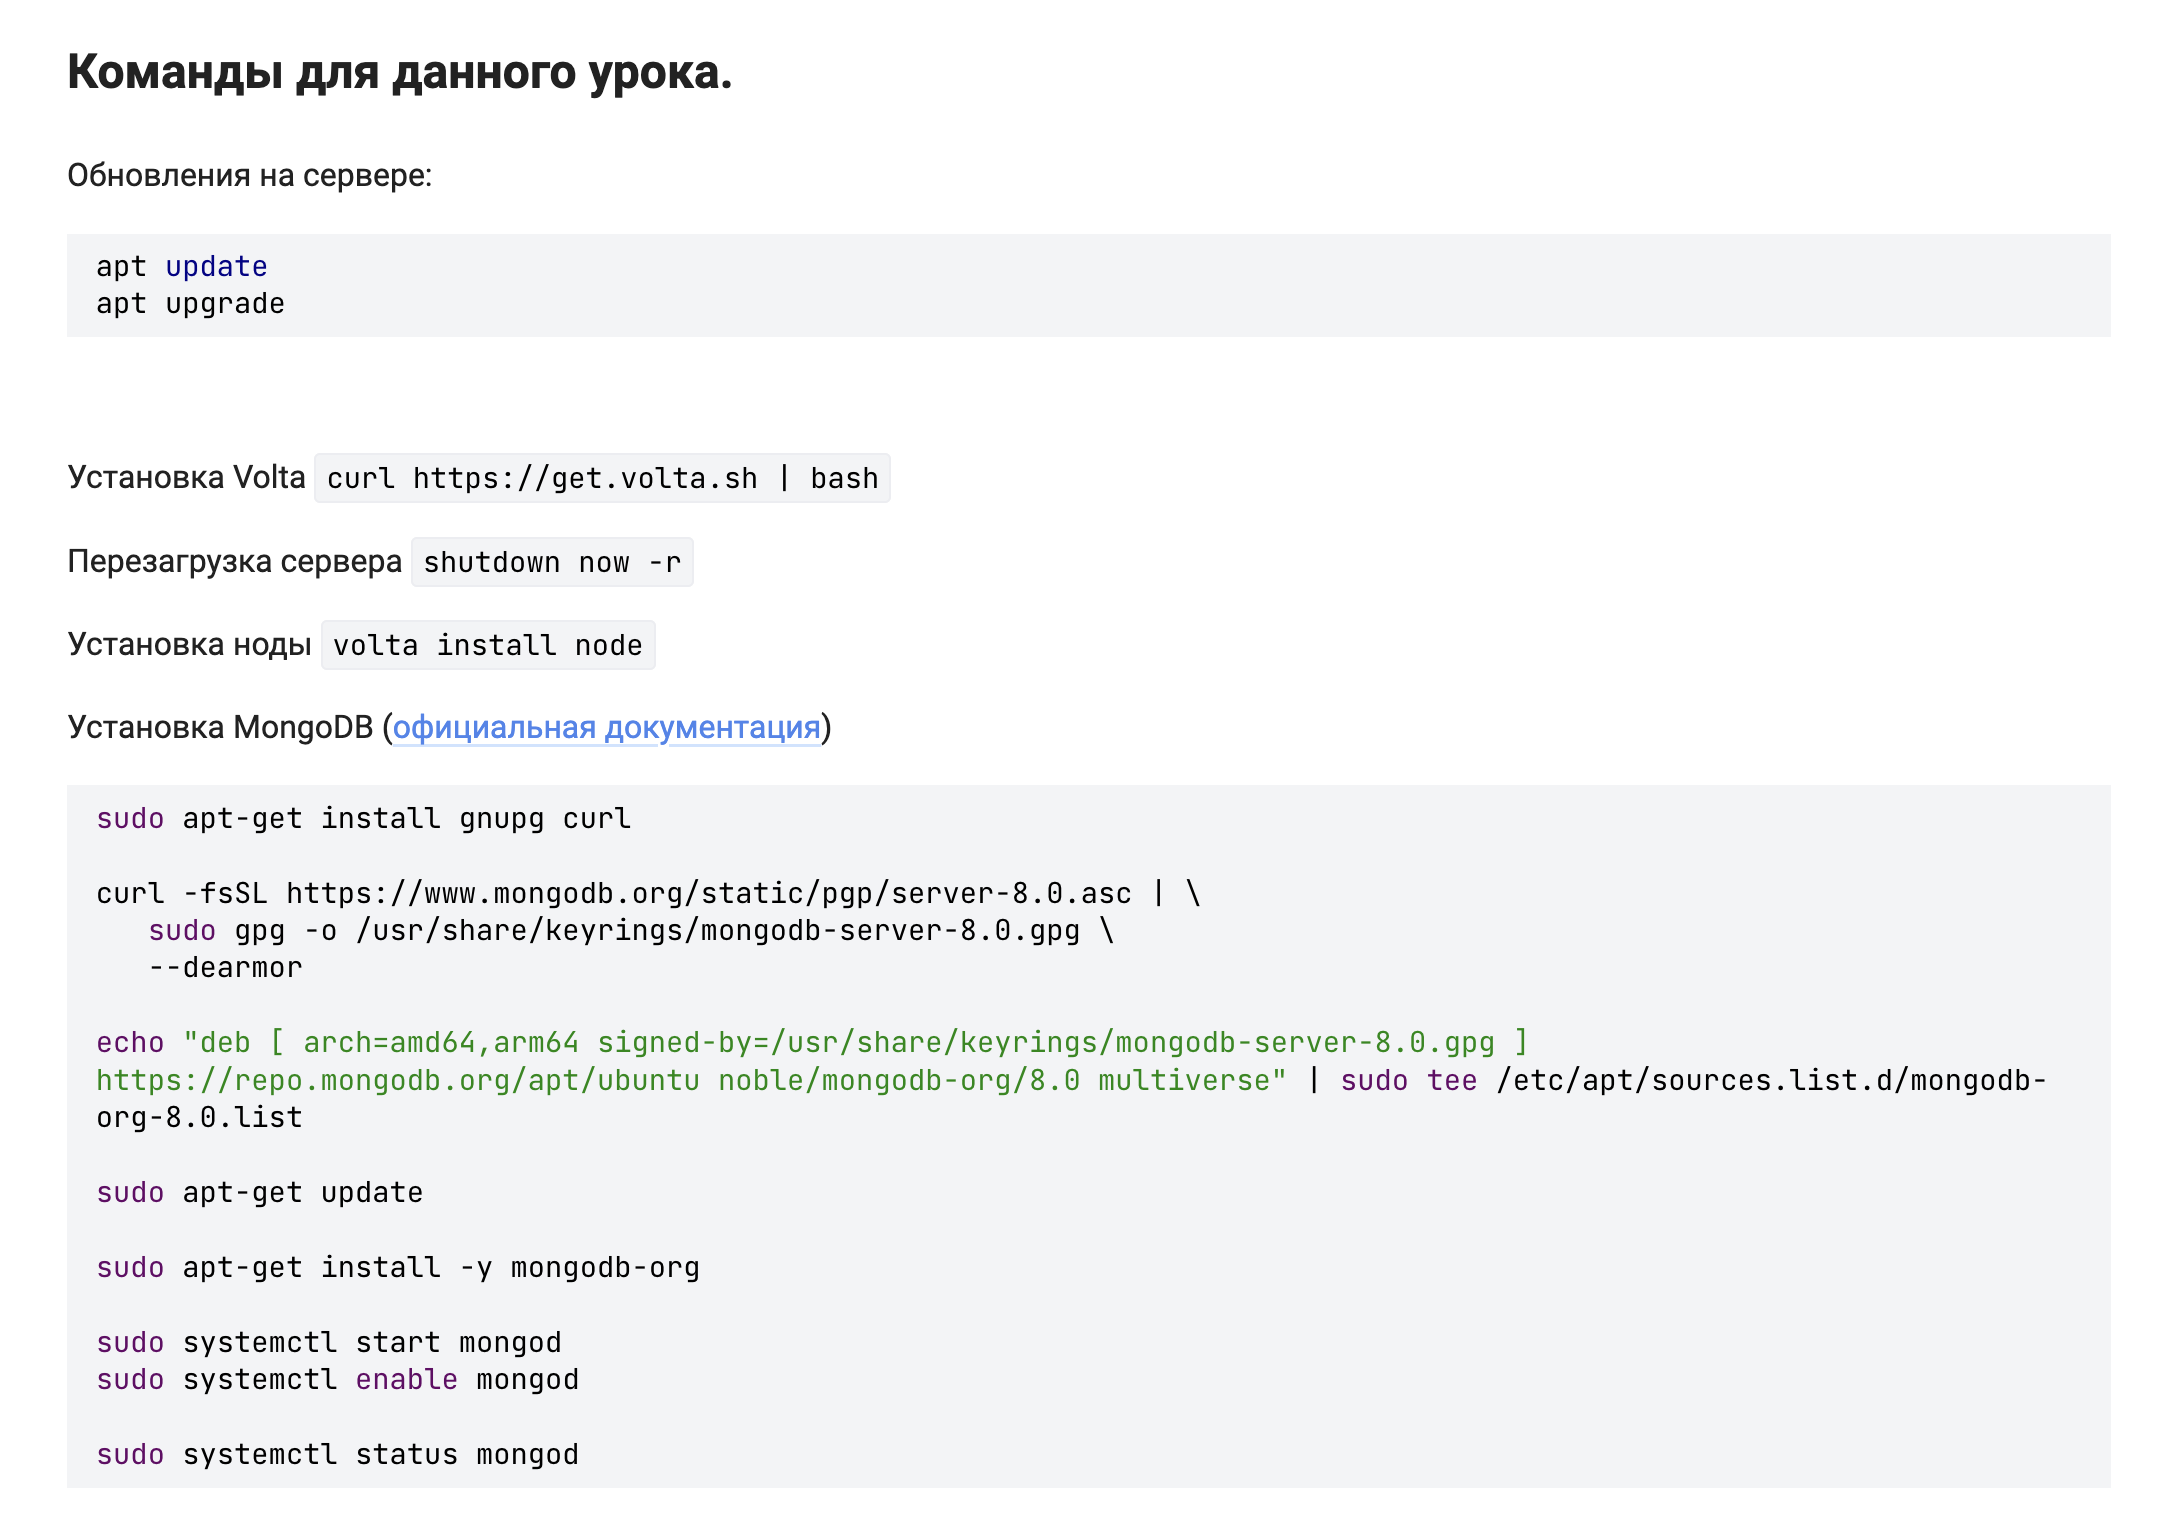 Команды для данного урока.
Обновления на сервере:
apt update
apt upgrade
Установка Volta curl https://get.volta.sh | bash
Перезагрузка сервера shutdown now -r
Установка ноды volta install node
Установка MongoDB (официальная документация)
sudo apt-get install gnupg curl
curl -fsSL https://www.mongodb.org/static/pgp/server-8.0.asc | \
   sudo gpg -o /usr/share/keyrings/mongodb-server-8.0.gpg \
   --dearmor
echo "deb [ arch=amd64,arm64 signed-by=/usr/share/keyrings/mongodb-server-8.0.gpg ]
https://repo.mongodb.org/apt/ubuntu noble/mongodb-org/8.0 multiverse" | sudo tee /etc/apt/sources.list.d/mongodb-
org-8.0.list
sudo apt-get update
sudo apt-get install -y mongodb-org
sudo systemctl start mongod
sudo systemctl enable mongod
sudo systemctl status mongod